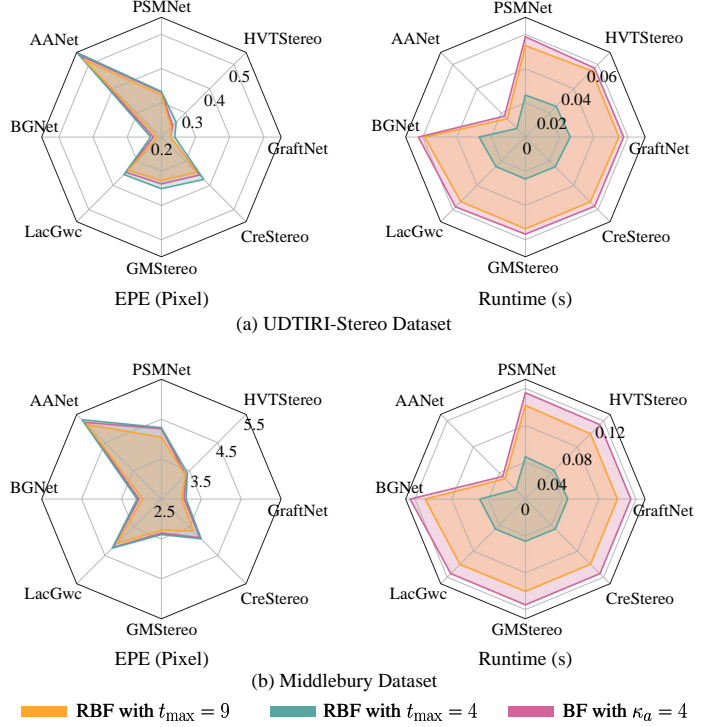 PSMNet
PSMNet
AANet
HVTStereo
AANet
HVTStereo
0.5
0.06
0.4
0.04
0.3
0.02
BGNet
0.2
GraftNet
BGNet
0
GraftNet
LacGwc
CreStereo
LacGwc
CreStereo
GMStereo
GMStereo
EPE (Pixel)
Runtime (s)
(a) UDTIRI-Stereo Dataset
PSMNet
PSMNet
AANet
HVTStereo
AANet
HVTStereo
5.5
0.12
4.5
0.08
3.5
0.04
BGNet
2.5
GraftNet
BGNet
0
GraftNet
LacGwc
CreStereo
LacGwc
CreStereo
GMStereo
GMStereo
EPE (Pixel)
Runtime (s)
(b) Middlebury Dataset
RBF with t_max = 9 RBF with t_max = 4 BF with κ_a = 4